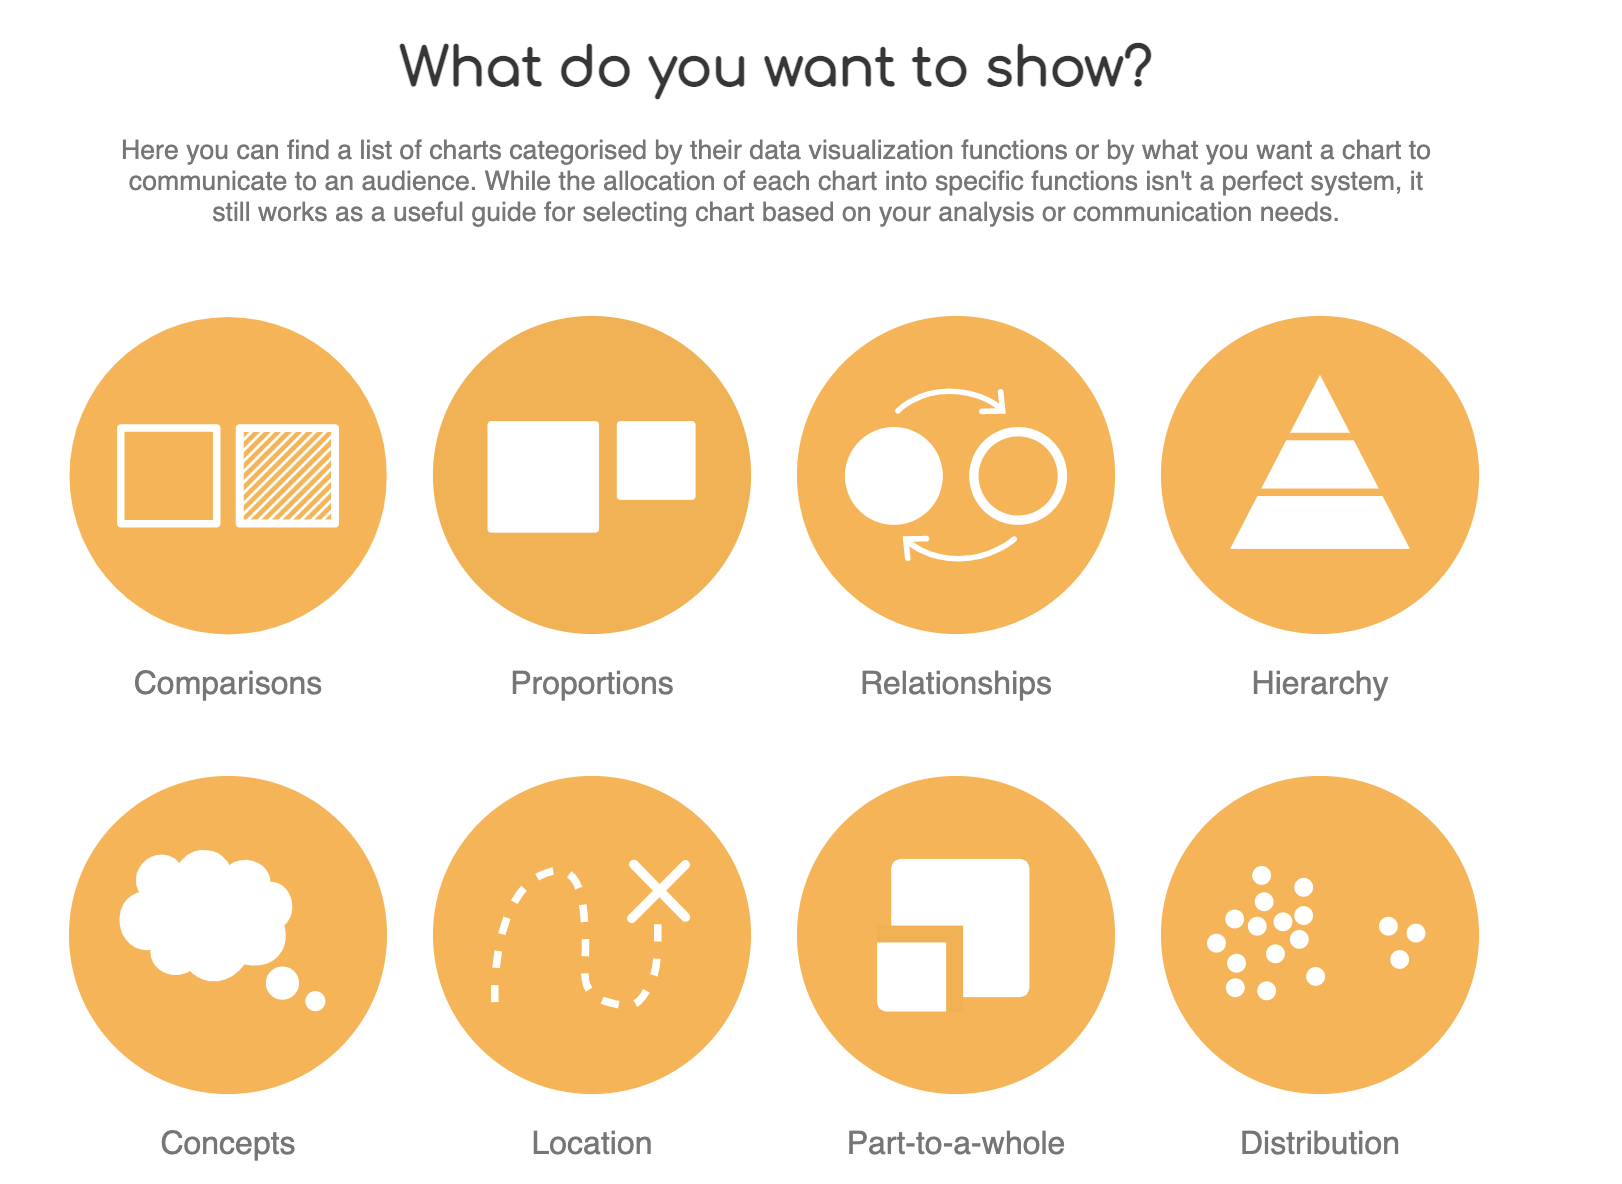 What do you want to show?
Here you can find a list of charts categorised by their data visualization functions or by what you want a chart to
communicate to an audience. While the allocation of each chart into specific functions isn't a perfect system, it
still works as a useful guide for selecting chart based on your analysis or communication needs.
Comparisons
Proportions
Relationships
Hierarchy
Concepts
Location
Part-to-a-whole
Distribution